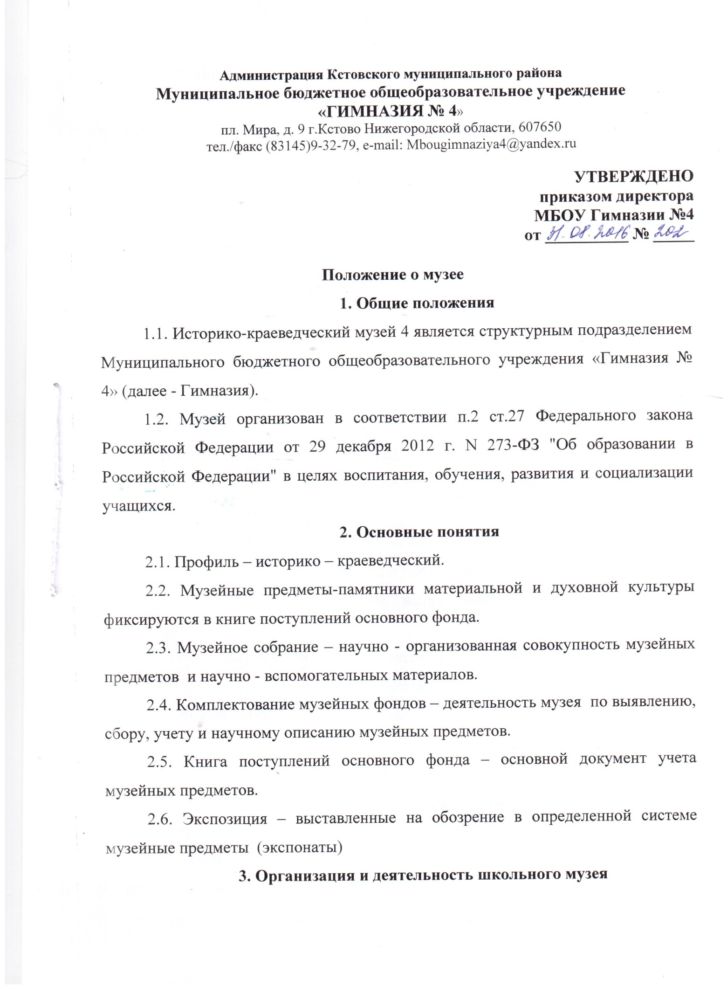 Администрация Кстовского муниципального района
Муниципальное бюджетное общеобразовательное учреждение
«ГИМНАЗИЯ № 4»
пл. Мира, д. 9 г.Кстово Нижегородской области, 607650
тел./факс (83145)9-32-79, e-mail: Mbougimnaziya4@yandex.ru
УТВЕРЖДЕНО
приказом директора
МБОУ Гимназии №4
от 31.08.2016 № 202
Положение о музее
1. Общие положения
1.1. Историко-краеведческий музей 4 является структурным подразделением
Муниципального бюджетного общеобразовательного учреждения «Гимназия №
4» (далее - Гимназия).
1.2. Музей организован в соответствии п.2 ст.27 Федерального закона
Российской Федерации от 29 декабря 2012 г. N 273-ФЗ "Об образовании в
Российской Федерации" в целях воспитания, обучения, развития и социализации
учащихся.
2. Основные понятия
2.1. Профиль – историко – краеведческий.
2.2. Музейные предметы-памятники материальной и духовной культуры
фиксируются в книге поступлений основного фонда.
2.3. Музейное собрание – научно - организованная совокупность музейных
предметов  и научно - вспомогательных материалов.
2.4. Комплектование музейных фондов – деятельность музея  по выявлению,
сбору, учету и научному описанию музейных предметов.
2.5. Книга поступлений основного фонда – основной документ учета
музейных предметов.
2.6. Экспозиция – выставленные на обозрение в определенной системе
музейные предметы  (экспонаты)
3. Организация и деятельность школьного музея